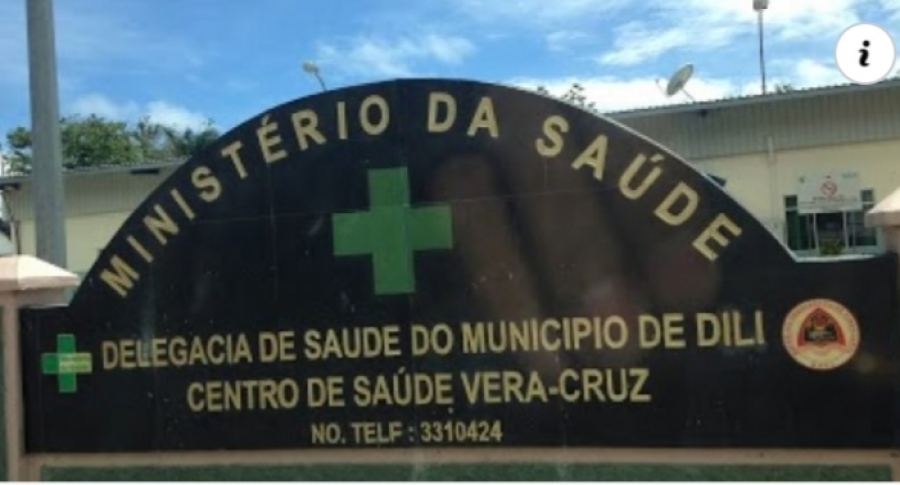 MINISTÉRIO DA SAÚDE
DELEGACIA DE SAUDE DO MUNICIPIO DE DILI
CENTRO DE SAÚDE VERA-CRUZ
NO. TELF : 3310424